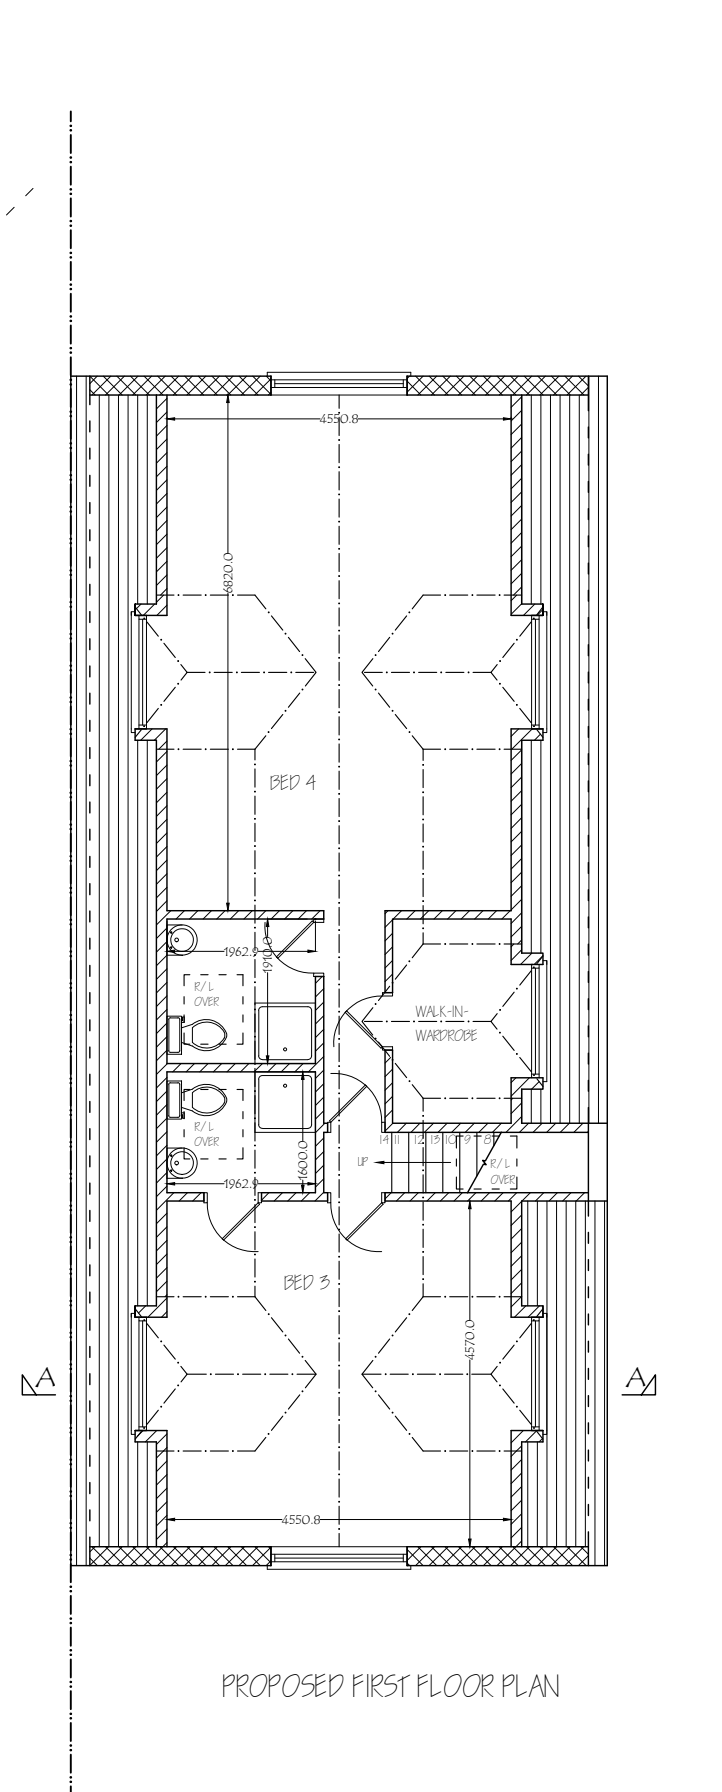 4550.8
6820.0
BED 4
1962.9
1910.0
R/L
OVER
WALK-IN-
WARDROBE
R/L
OVER
1962.9
1600.0
14 11 12 13 10 9 8
UP
R/L
OVER
BED 3
4570.0
A
A
4550.8
PROPOSED FIRST FLOOR PLAN